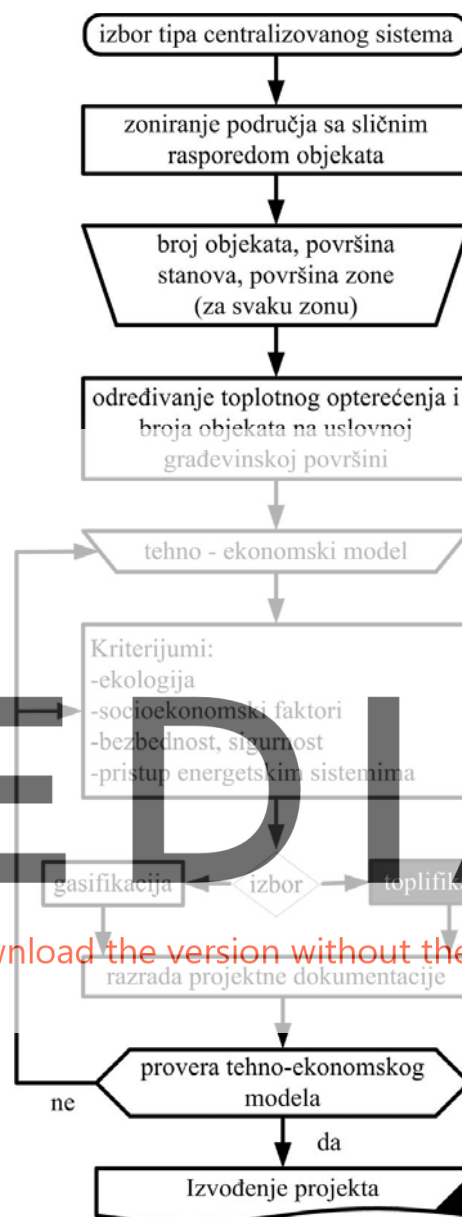 izbor tipa centralizovanog sistema
zoniranje područja sa sličnim
rasporedom objekata
broj objekata, površina
stanova, površina zone
(za svaku zonu)
određivanje toplotnog opterećenja i
broja objekata na uslovnoj
građevinskoj površini
tehno - ekonomski model
Kriterijumi:
-ekologija
-socioekonomski faktori
-bezbednost, sigurnost
-pristup energetskim sistemima
EDIA
gasifikacija
izbor
toplifika
wnload the version without the
razrada projektne dokumentacije
provera tehno-ekonomskog
modela
ne
da
Izvođenje projekta